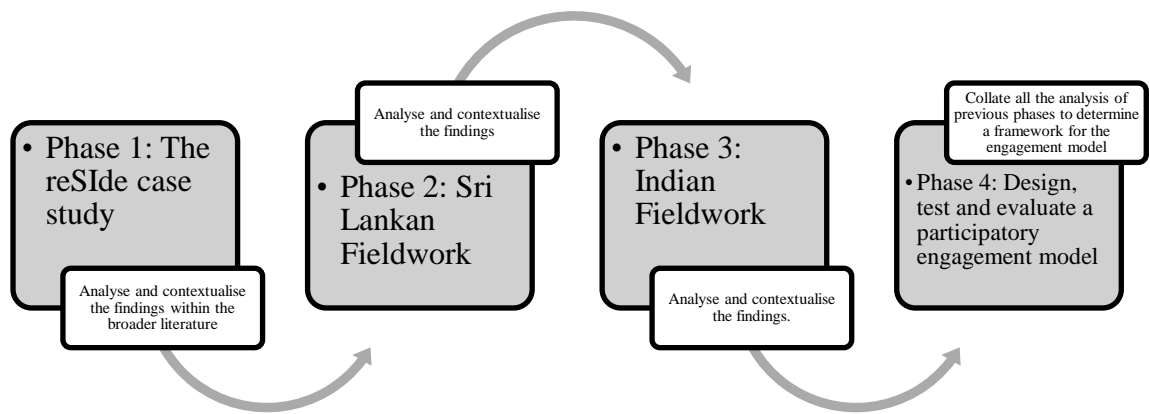 • Phase 1: The
reSIde case
study
Analyse and contextualise
the findings within the
broader literature
Analyse and contextualise
the findings
• Phase 2: Sri
Lankan
Fieldwork
• Phase 3:
Indian
Fieldwork
Analyse and contextualise
the findings.
Collate all the analysis of
previous phases to determine
a framework for the
engagement model
• Phase 4: Design,
test and evaluate a
participatory
engagement model